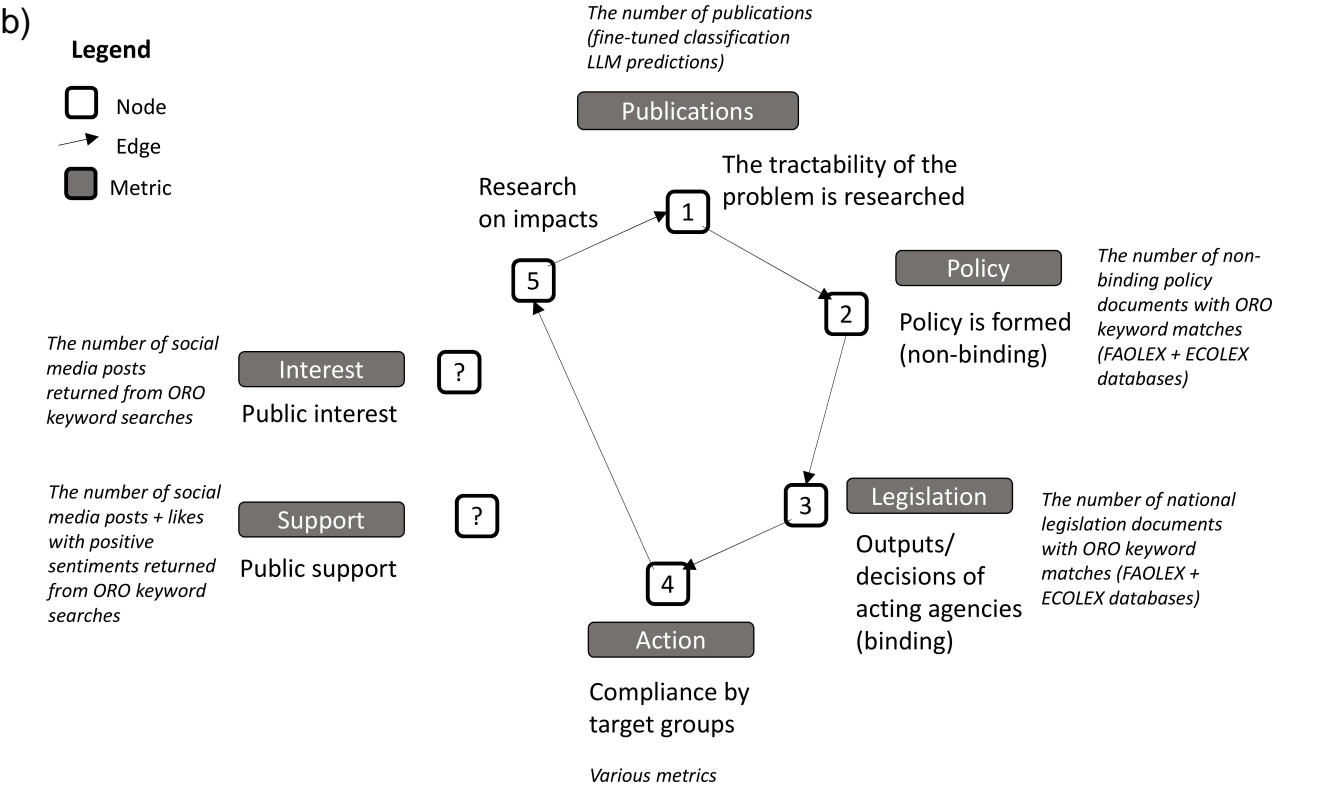 b)
Legend
Node
Edge
Metric
The number of publications
(fine-tuned classification
LLM predictions)
Publications
The tractability of the
problem is researched
1
Research
on impacts
5
2
Policy
Policy is formed
(non-binding)
The number of non-
binding policy
documents with ORO
keyword matches
(FAOLEX + ECOLEX
databases)
The number of social
media posts
returned from ORO
keyword searches
Interest
Public interest
?
The number of social
media posts + likes
with positive
sentiments returned
from ORO keyword
searches
Support
Public support
?
3
Legislation
Outputs/
decisions of
acting agencies
(binding)
The number of national
legislation documents
with ORO keyword
matches (FAOLEX +
ECOLEX databases)
4
Action
Compliance by
target groups
Various metrics